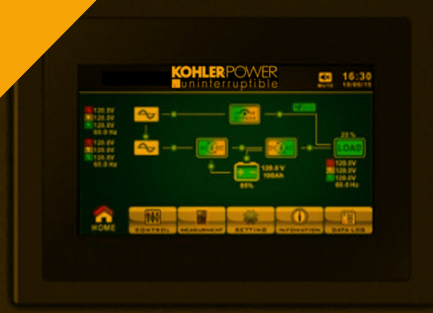 KOHLERPOWER
uninterruptible
MUTE
16:30
120.0V
120.0V
120.0V
60.0 Hz
120.0V
120.0V
120.0V
60.0 Hz
25%
LOAD
120.0V
120.0V
120.0V
60.0 Hz
100Ah
85%
HOME
CONTROL
MEASUREMENT
SETTING
INFOMATION
DATA LOG